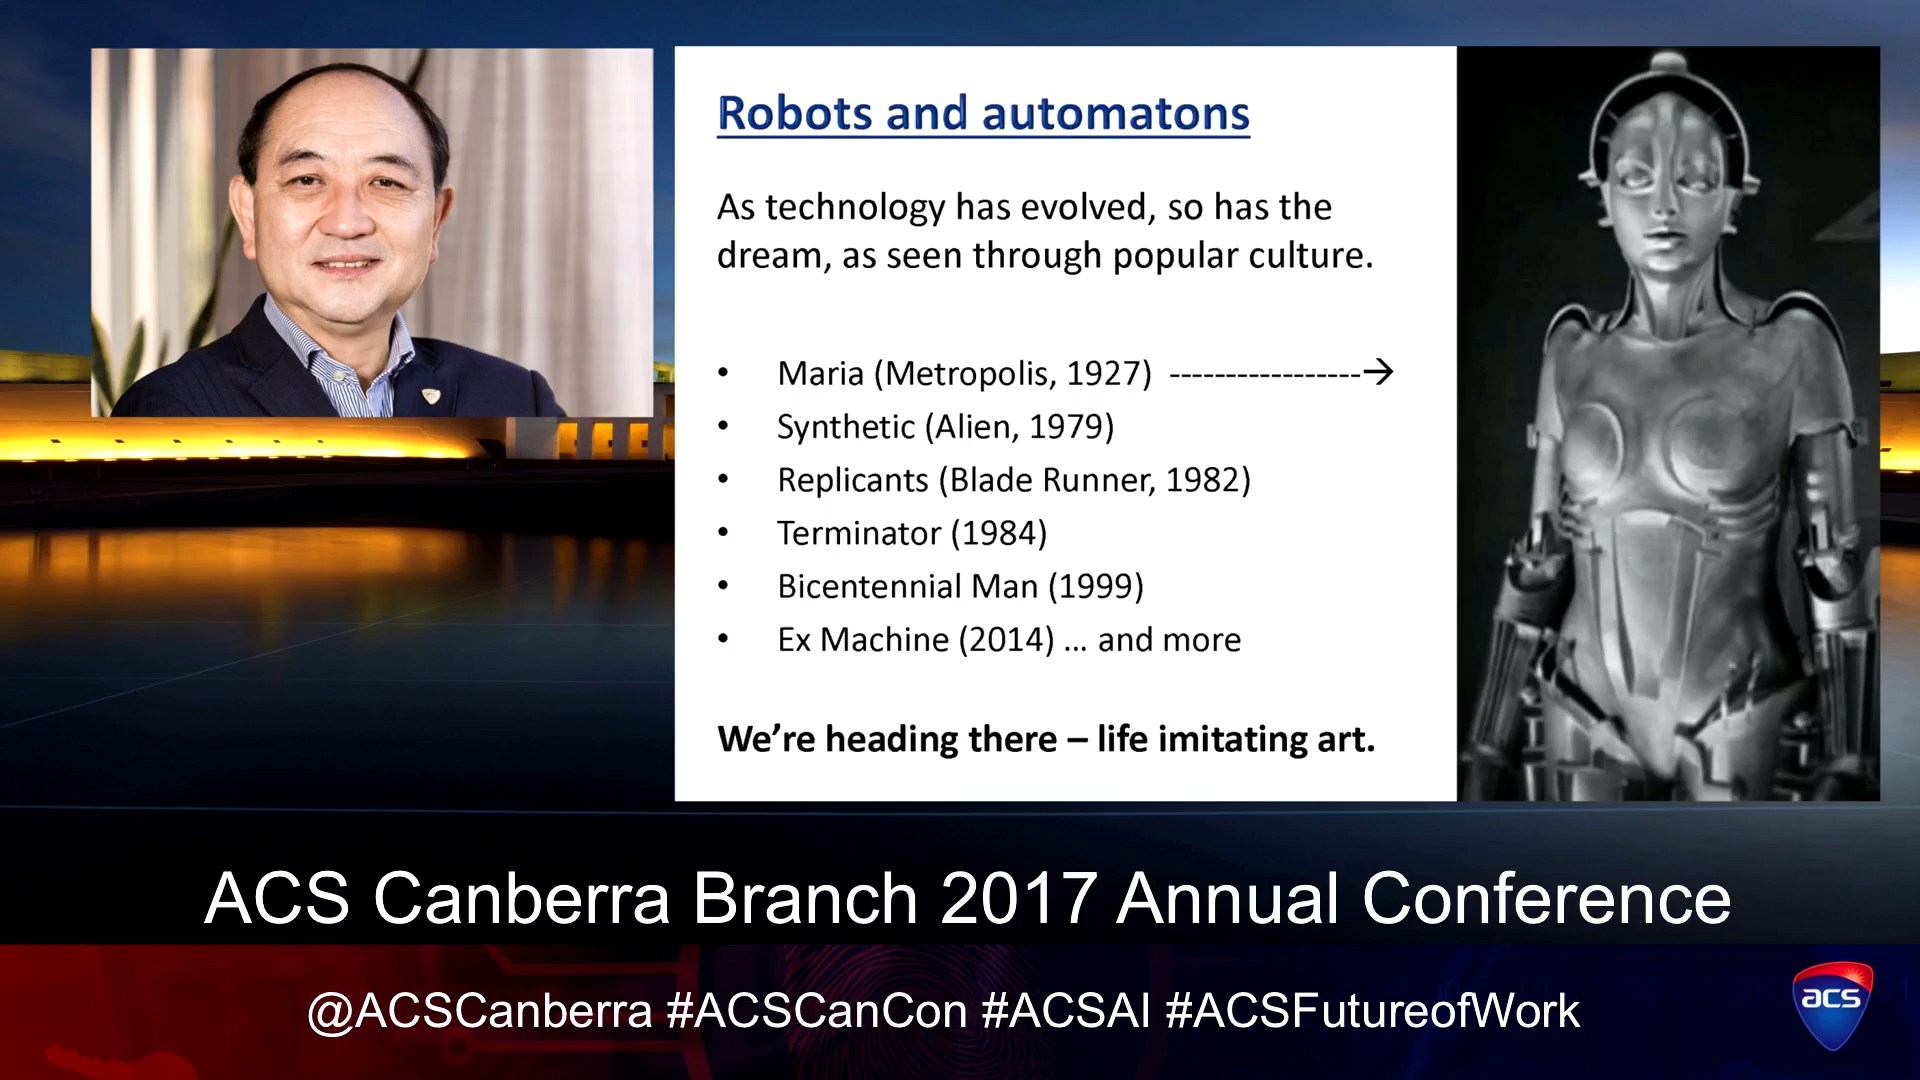 Robots and automatons
As technology has evolved, so has the
dream, as seen through popular culture.
• Maria (Metropolis, 1927) -----------------→
• Synthetic (Alien, 1979)
• Replicants (Blade Runner, 1982)
• Terminator (1984)
• Bicentennial Man (1999)
• Ex Machine (2014) ... and more
We’re heading there – life imitating art.
ACS Canberra Branch 2017 Annual Conference
@ACSCanberra #ACSCanCon #ACSAI #ACSFutureofWork
acs